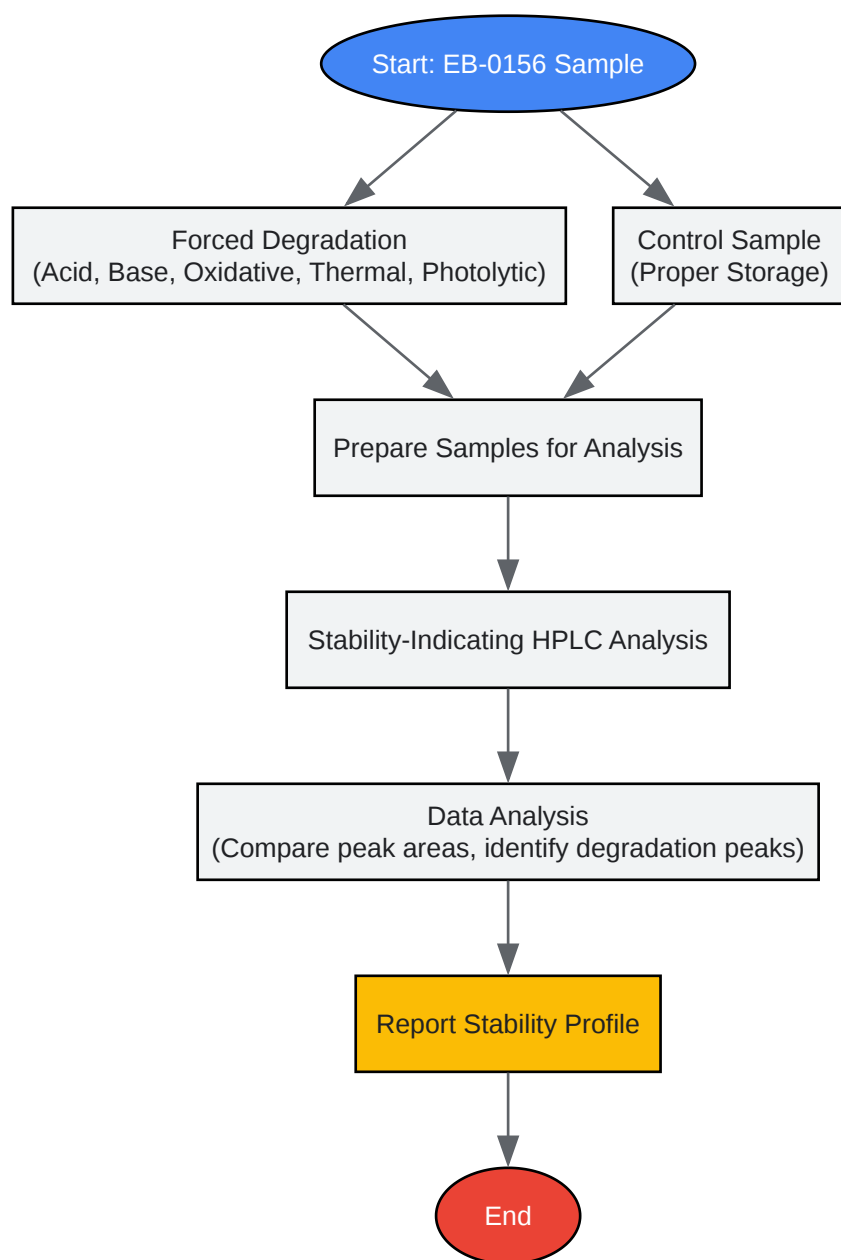 Start: EB-0156 Sample
Forced Degradation
(Acid, Base, Oxidative, Thermal, Photolytic)
Control Sample
(Proper Storage)
Prepare Samples for Analysis
Stability-Indicating HPLC Analysis
Data Analysis
(Compare peak areas, identify degradation peaks)
Report Stability Profile
End